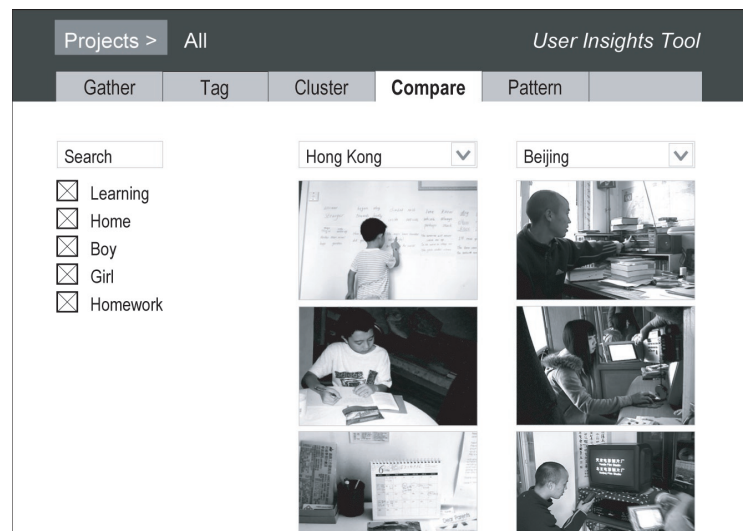 Projects > All
User Insights Tool
Gather Tag Cluster Compare Pattern
Search
Hong Kong
Beijing
Learning
Home
Boy
Girl
Homework
6